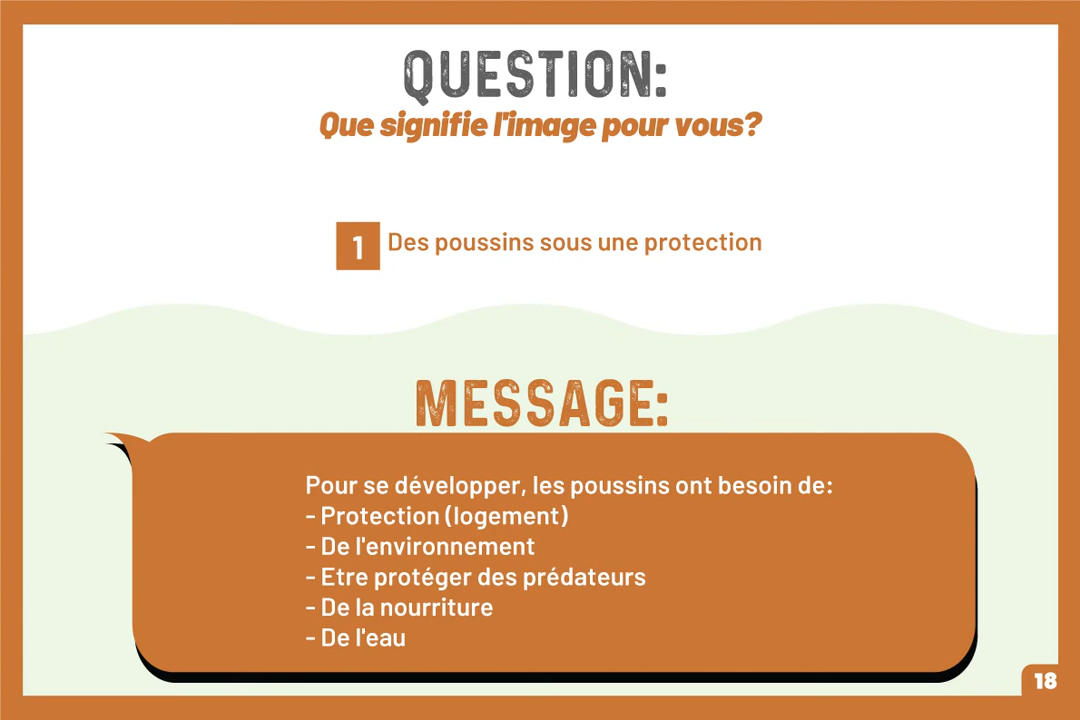 QUESTION:
Que signifie l'image pour vous?
1 Des poussins sous une protection
MESSAGE:
Pour se développer, les poussins ont besoin de:
- Protection (logement)
- De l'environnement
- Etre protéger des prédateurs
- De la nourriture
- De l'eau
18